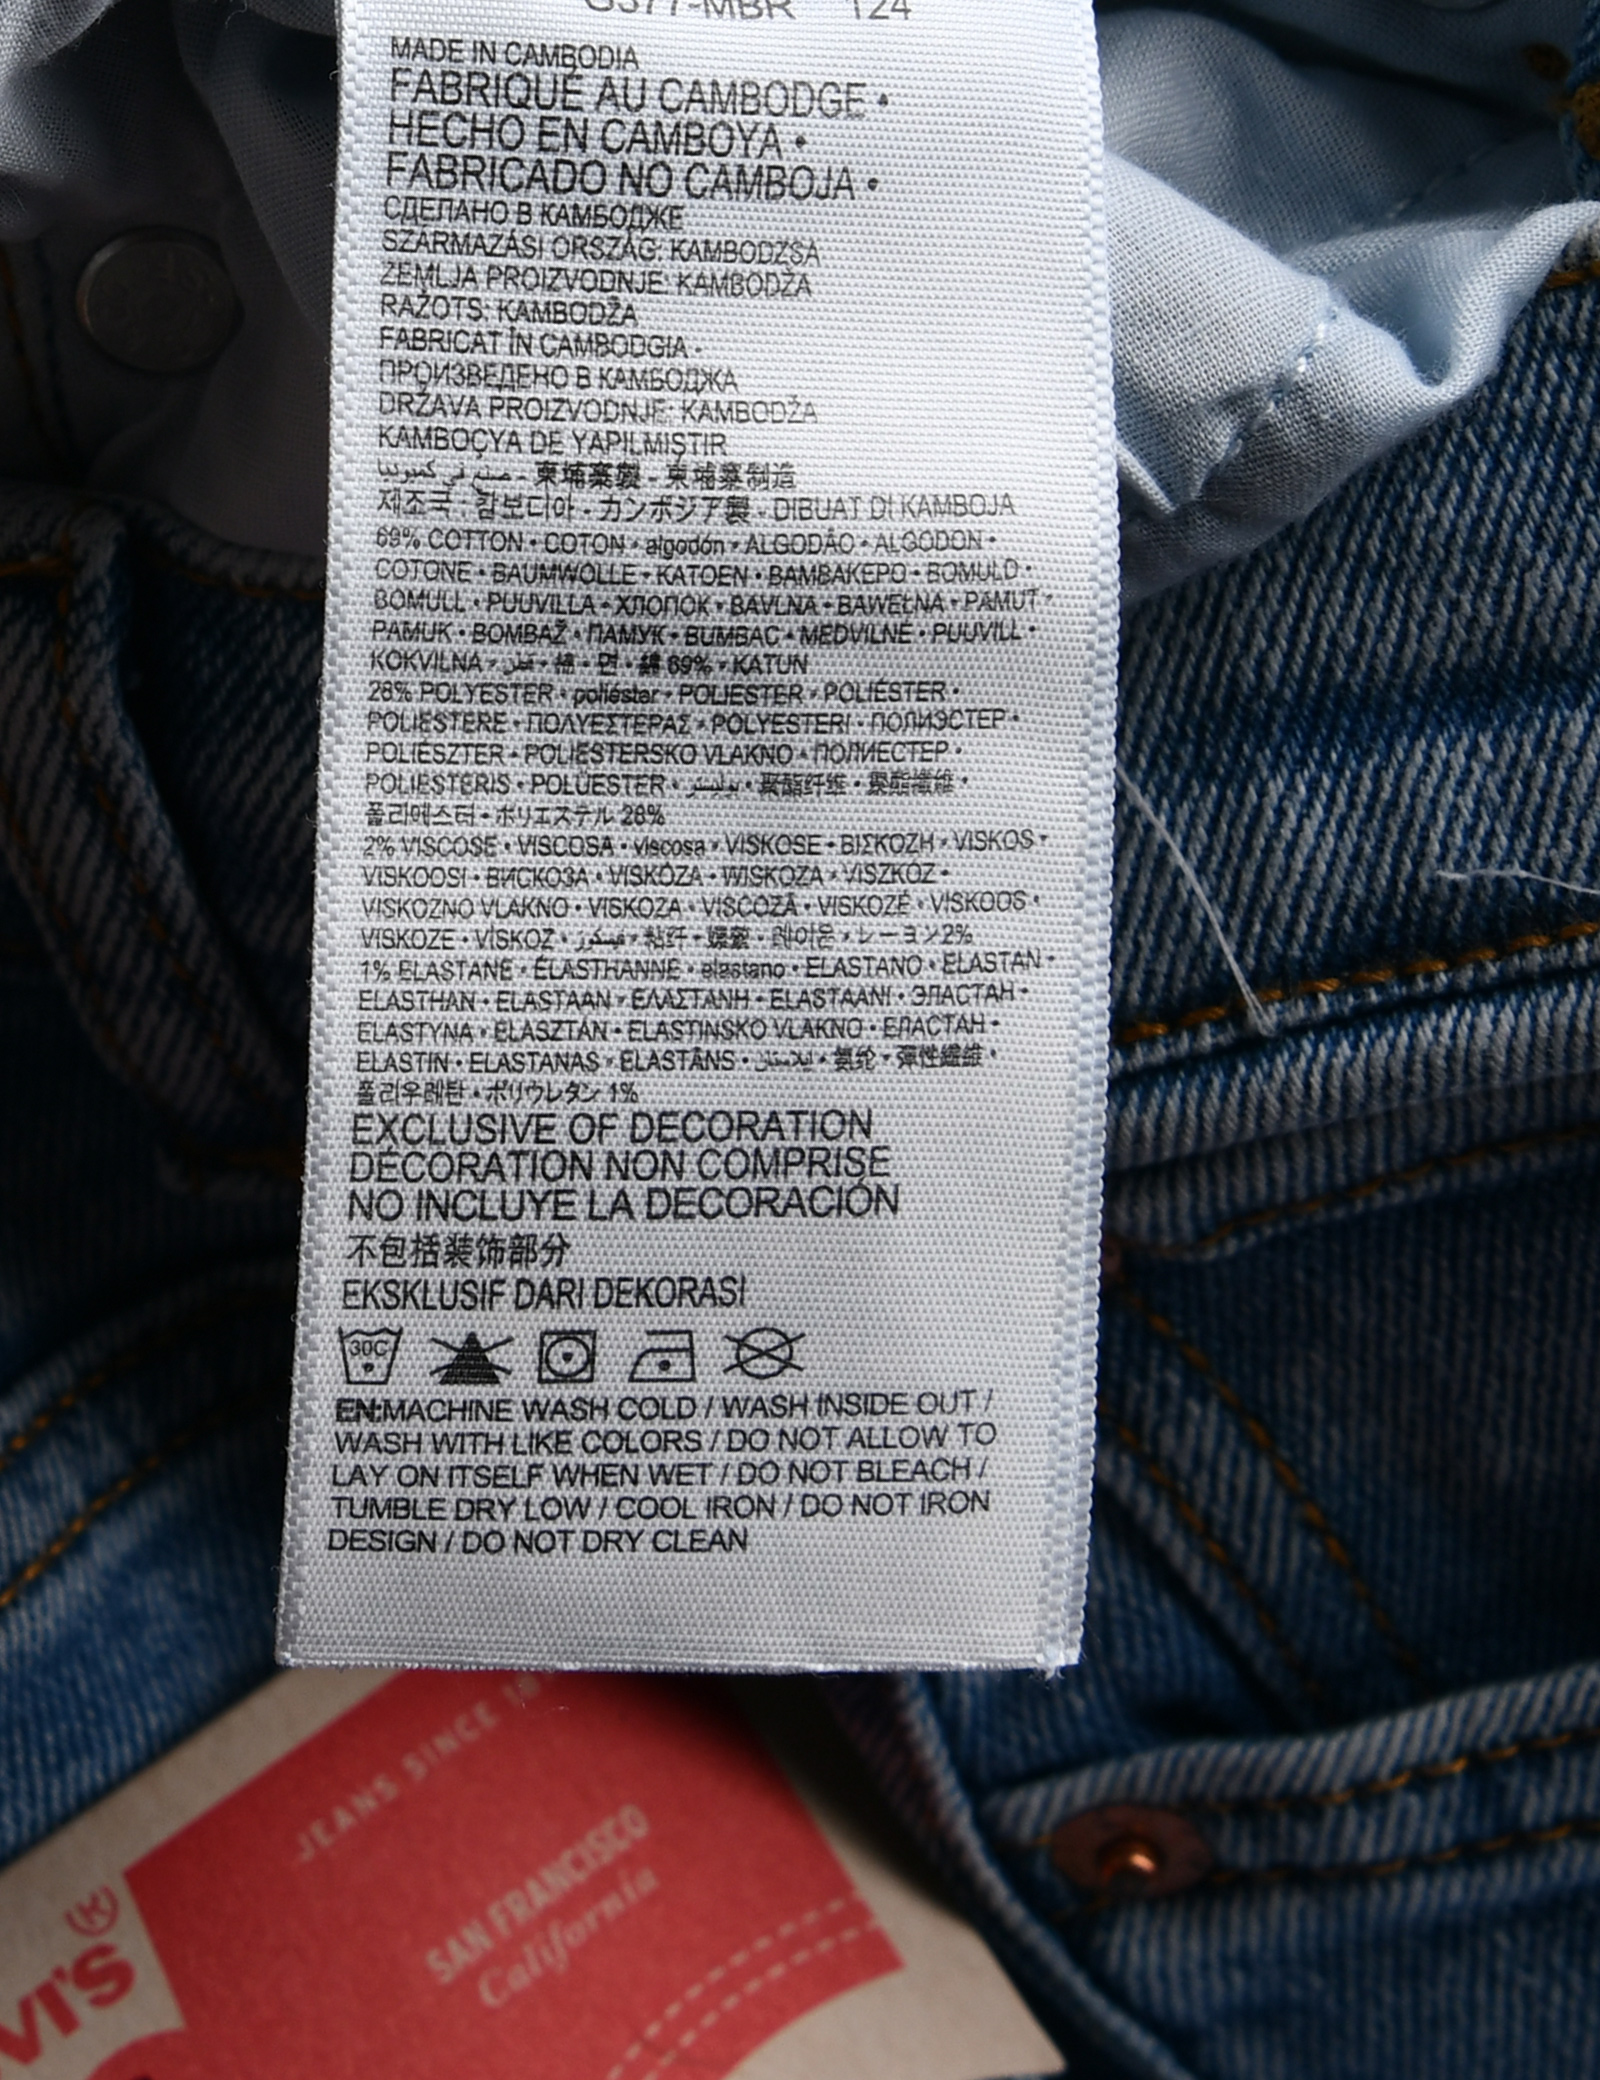 G377-MBR 124
MADE IN CAMBODIA
FABRIQUÉ AU CAMBODGE •
HECHO EN CAMBOYA •
FABRICADO NO CAMBOJA •
СДЕЛАНО В КАМБОДЖЕ
SZÁRMAZÁSI ORSZÁG: KAMBODZSA
ZEMLJA PROIZVODNJE: KAMBODŽA
RAŽOTS: KAMBODŽA
FABRICAT ÎN CAMBODGIA -
ПРОИЗВЕДЕНО В КАМБОДЖА
DRŽAVA PROIZVODNJE: KAMBODŽA
KAMBOÇYA DE YAPILMIŞTIR
صنع في كمبوديا - 柬埔寨製 - 柬埔寨制造
제조국 : 캄보디아 - カンボジア製 - DIBUAT DI KAMBOJA
69% COTTON • COTON • algodón • ALGODÃO • ALGODON •
COTONE • BAUMWOLLE • KATOEN • BAMBAKEPO • BOMULD •
BOMULL • PUUVILLA • ХЛОПОК • BAVLNA • BAWEŁNA • PAMUT •
PAMUK • BOMBAŽ • ПАМУК • BUMBAC • MEDVILNĖ • PUUVILL •
KOKVILNA • قطن • 棉 • 면 • 綿 69% • KATUN
28% POLYESTER • poliéster • POLIESTER • POLIÉSTER •
POLIESTERE • ΠΟΛΥΕΣΤΕΡΑΣ • POLYESTERI • ПОЛИЭСТЕР •
POLIÉSZTER • POLIESTERSKO VLAKNO • ПОЛИЕСТЕР •
POLIESTERIS • POLÜESTER • بوليستر • 聚酯纤维 • 聚酯纖維 •
폴리에스터 • ポリエステル 28%
2% VISCOSE • VISCOSA • viscosa • VISKOSE • ΒΙΣΚΟΖΗ • VISKOS •
VISKOOSI • ВИСКОЗА • VISKÓZA • WISKOZA • VISZKÓZ •
VISKOZNO VLAKNO • VISKOZA • VISCOZĂ • VISKOZĖ • VISKOOS •
VISKOZE • VİSKOZ • فيسكوز • 粘纤 • 嫘縈 • 레이온 • レーヨン2%
1% ELASTANE • ÉLASTHANNE • elastano • ELASTANO • ELASTAN •
ELASTHAN • ELASTAAN • ΕΛΑΣΤΑΝΗ • ELASTAANI • ЭЛАСТАН •
ELASTYNA • ELASZTÁN • ELASTINSKO VLAKNO • ЕЛАСТАН •
ELASTIN • ELASTANAS • ELASTĀNS • ايلاستان • 氨纶 • 彈性纖維 •
폴리우레탄 • ポリウレタン 1%
EXCLUSIVE OF DECORATION
DÉCORATION NON COMPRISE
NO INCLUYE LA DECORACIÓN
不包括装饰部分
EKSKLUSIF DARI DEKORASI
30C
EN:MACHINE WASH COLD / WASH INSIDE OUT /
WASH WITH LIKE COLORS / DO NOT ALLOW TO
LAY ON ITSELF WHEN WET / DO NOT BLEACH /
TUMBLE DRY LOW / COOL IRON / DO NOT IRON
DESIGN / DO NOT DRY CLEAN
JEANS SINCE
SAN FRANCISCO
California
VI'S®